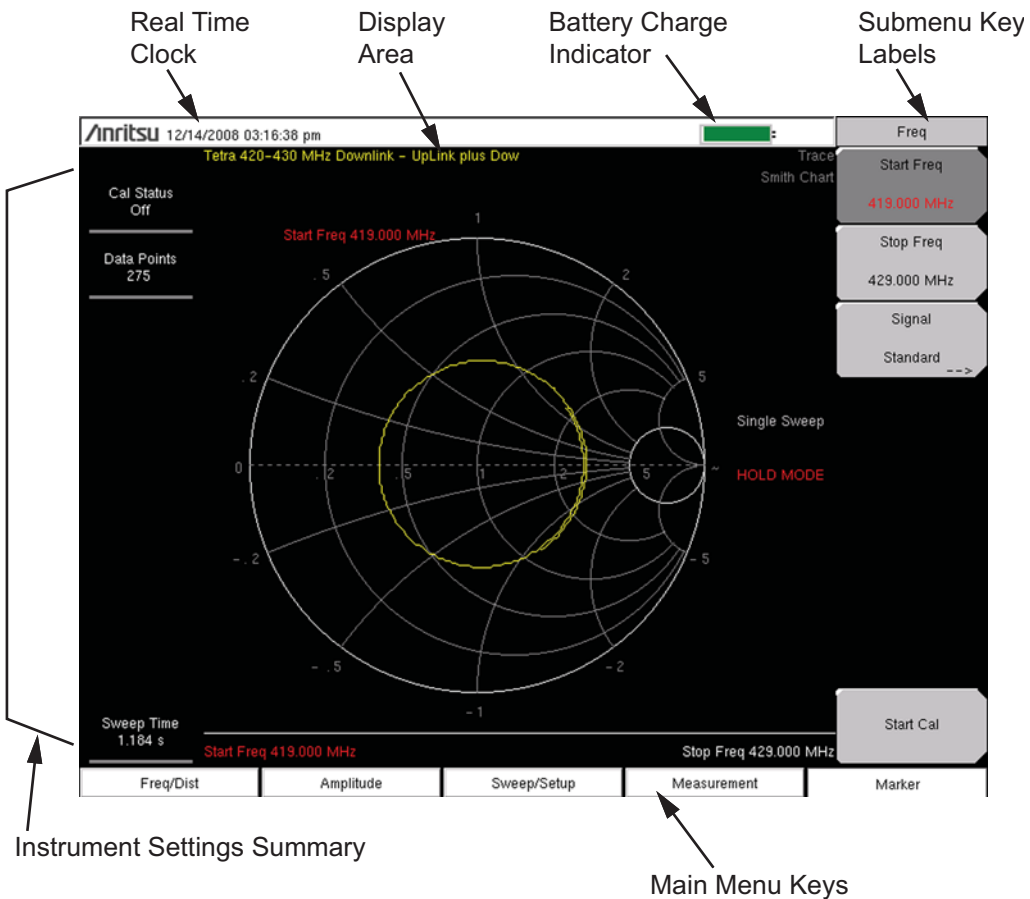 Real Time
Clock
Display
Area
Battery Charge
Indicator
Submenu Key
Labels
/inritsu 12/14/2008 03:16:38 pm
Freq
Tetra 420-430 MHz Downlink - UpLink plus Dow
Trace
Smith Chart
Start Freq
419.000 MHz
Cal Status
Off
Data Points
275
Start Freq 419.000 MHz
Stop Freq
429.000 MHz
Signal
Standard
-->
1
.5
2
.2
5
0
.2
.5
1
2
5
~
Single Sweep
HOLD MODE
-.2
-5
-.5
-2
-1
Sweep Time
1.184 s
Start Freq 419.000 MHz
Stop Freq 429.000 MHz
Start Cal
Freq/Dist
Amplitude
Sweep/Setup
Measurement
Marker
Instrument Settings Summary
Main Menu Keys